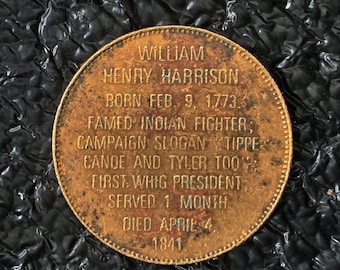 WILLIAM
HENRY HARRISON
BORN FEB. 9, 1773.
FAMED INDIAN FIGHTER;
CAMPAIGN SLOGAN "TIPPE-
CANOE AND TYLER TOO";
FIRST WHIG PRESIDENT;
SERVED 1 MONTH.
DIED APRIL 4,
1841